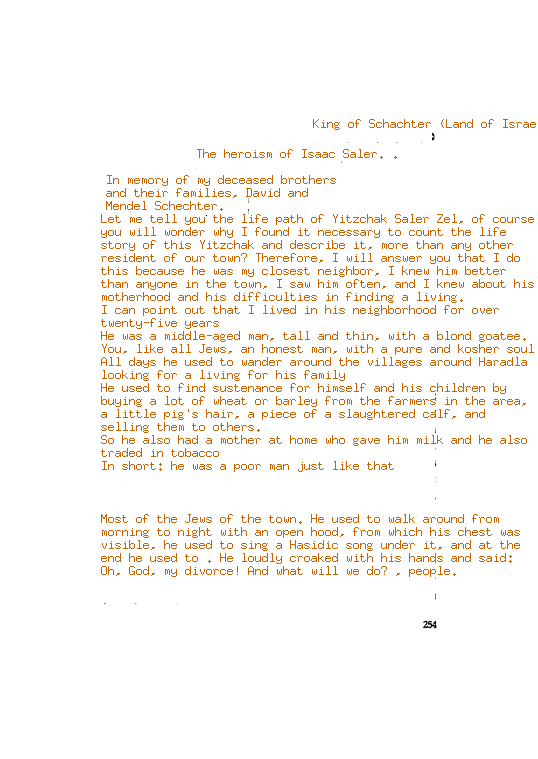 King of Schachter (Land of Israe
The heroism of Isaac Saler. .
In memory of my deceased brothers
and their families, David and
Mendel Schechter.
Let me tell you the life path of Yitzchak Saler Zel, of course
you will wonder why I found it necessary to count the life
story of this Yitzchak and describe it, more than any other
resident of our town? Therefore, I will answer you that I do
this because he was my closest neighbor, I knew him better
than anyone in the town, I saw him often, and I knew about his
motherhood and his difficulties in finding a living.
I can point out that I lived in his neighborhood for over
twenty-five years
He was a middle-aged man, tall and thin, with a blond goatee.
You, like all Jews, an honest man, with a pure and kosher soul
All days he used to wander around the villages around Haradla
looking for a living for his family
He used to find sustenance for himself and his children by
buying a lot of wheat or barley from the farmers in the area,
a little pig's hair, a piece of a slaughtered calf, and
selling them to others.
So he also had a mother at home who gave him milk and he also
traded in tobacco
In short: he was a poor man just like that
Most of the Jews of the town. He used to walk around from
morning to night with an open hood, from which his chest was
visible, he used to sing a Hasidic song under it, and at the
end he used to . He loudly croaked with his hands and said:
Oh, God, my divorce! And what will we do? , people.
254